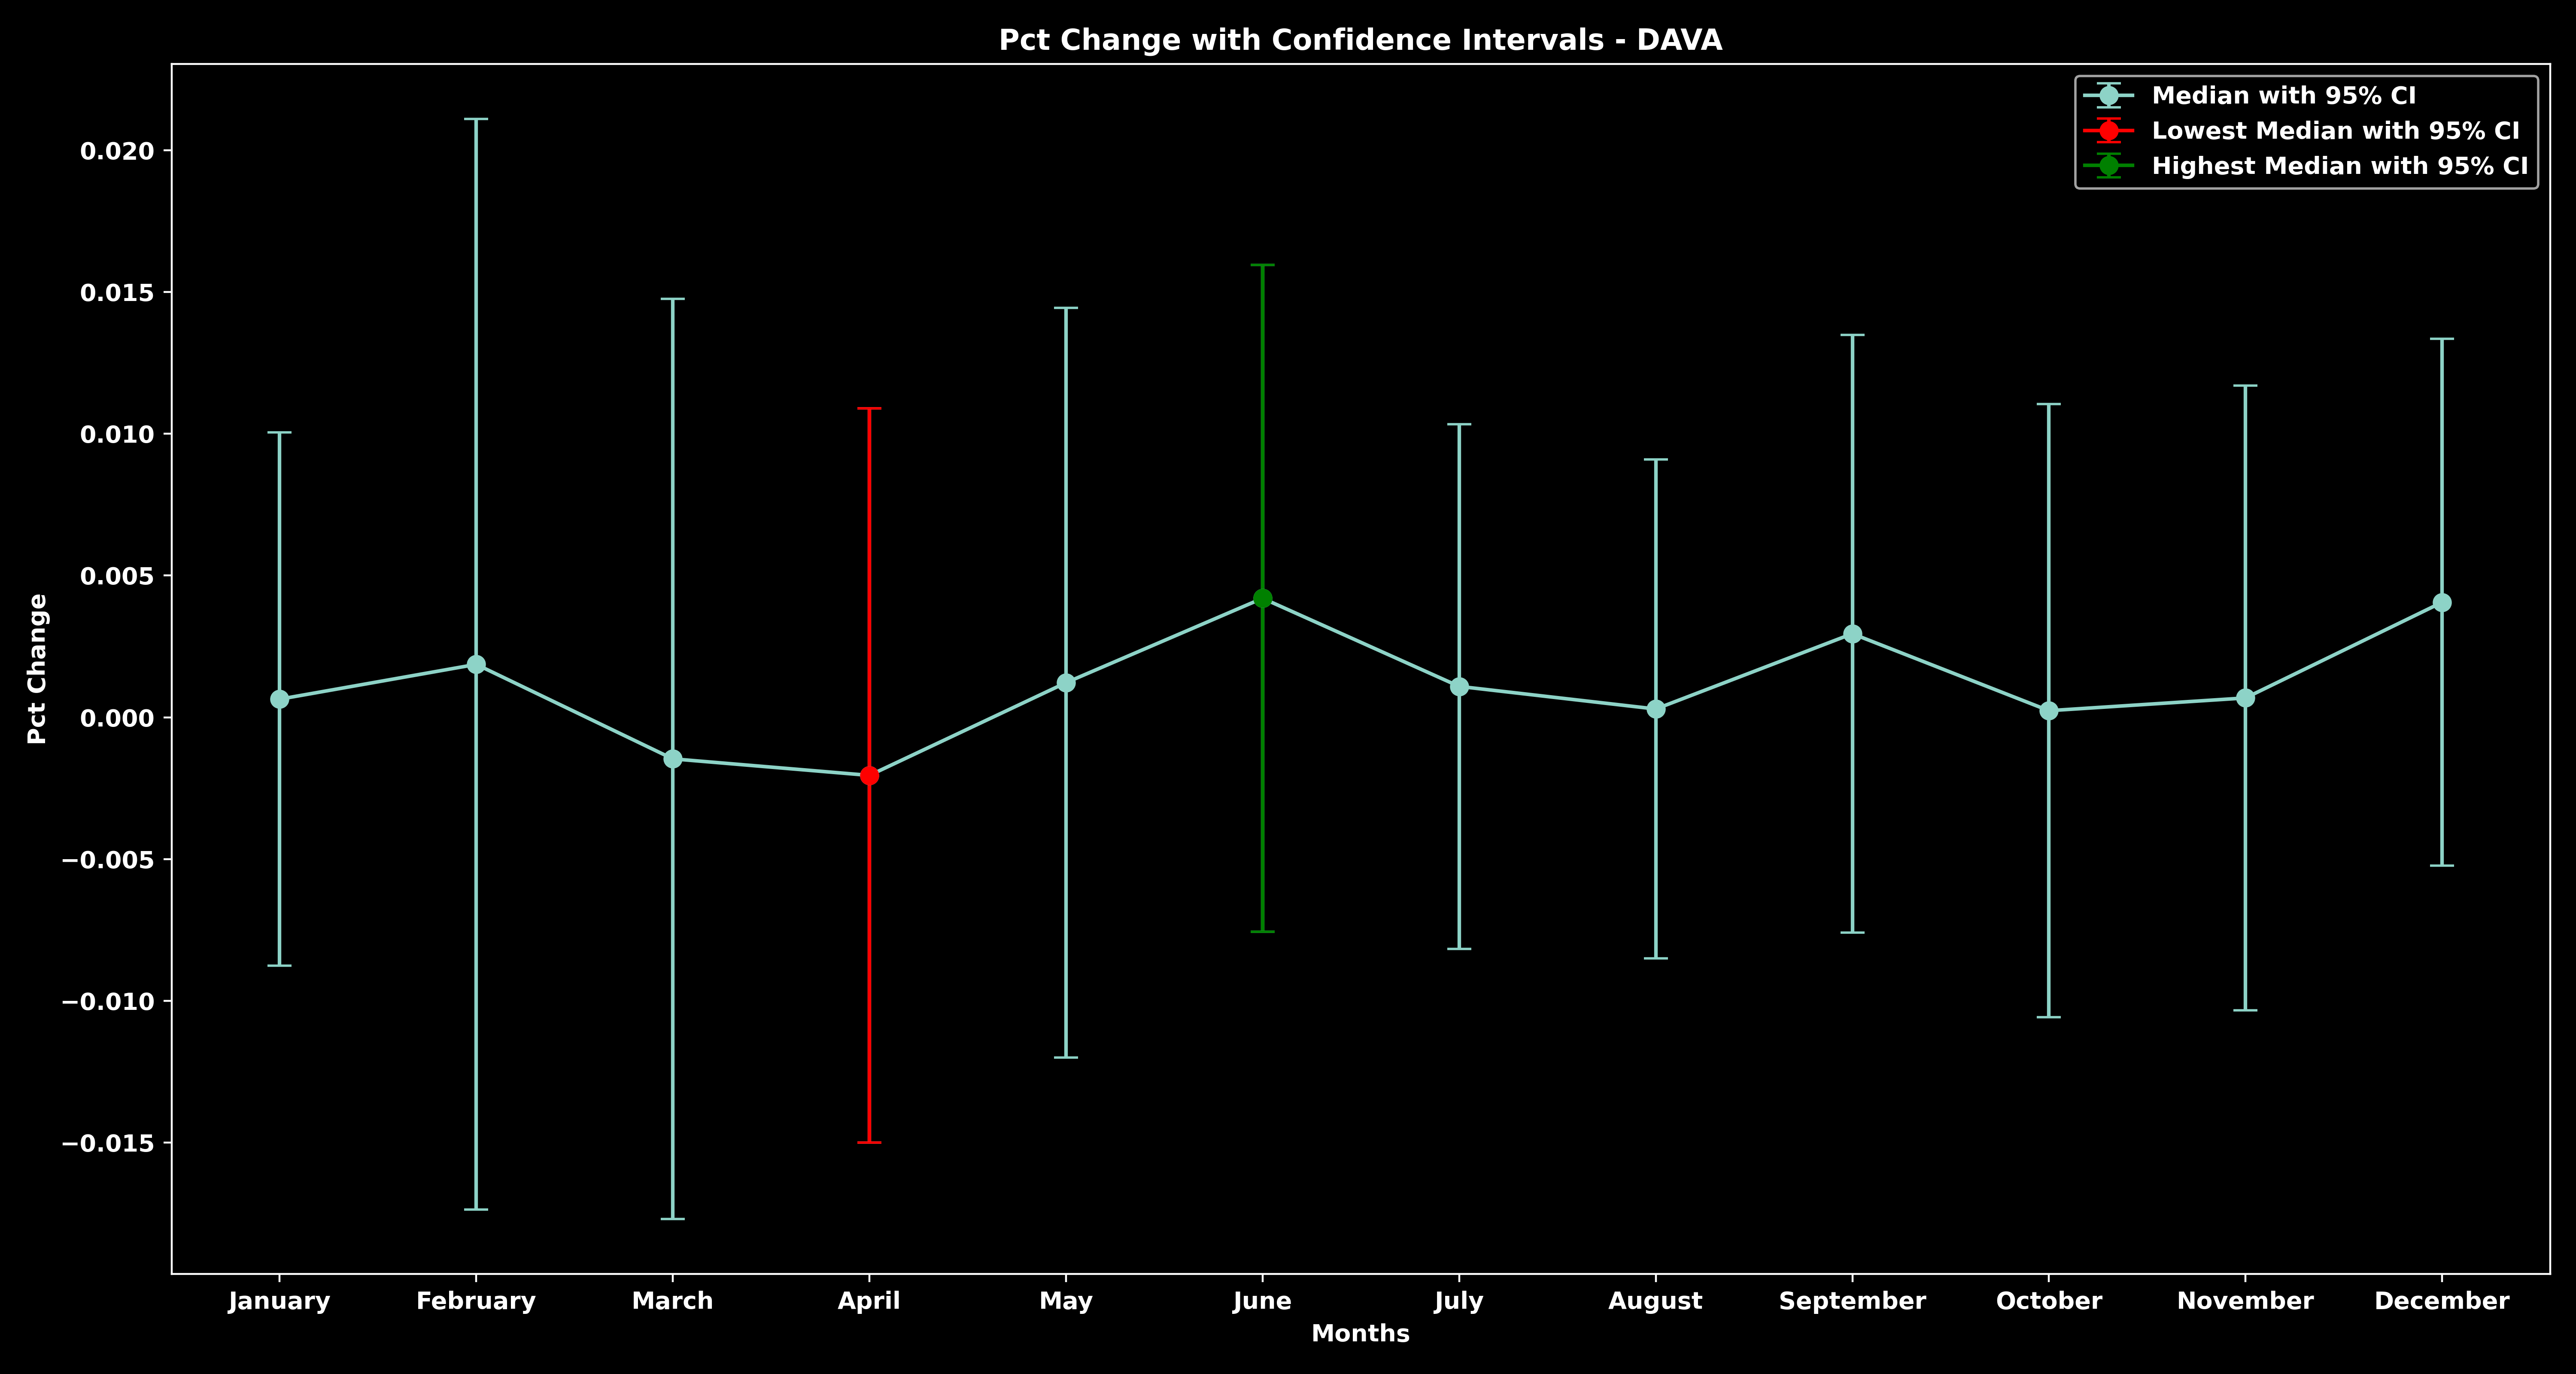 Pct Change with Confidence Intervals - DAVA
Median with 95% CI
Lowest Median with 95% CI
Highest Median with 95% CI
0.020
0.015
0.010
0.005
0.000
−0.005
−0.010
−0.015
Pct Change
January February March April May June July August September October November December
Months